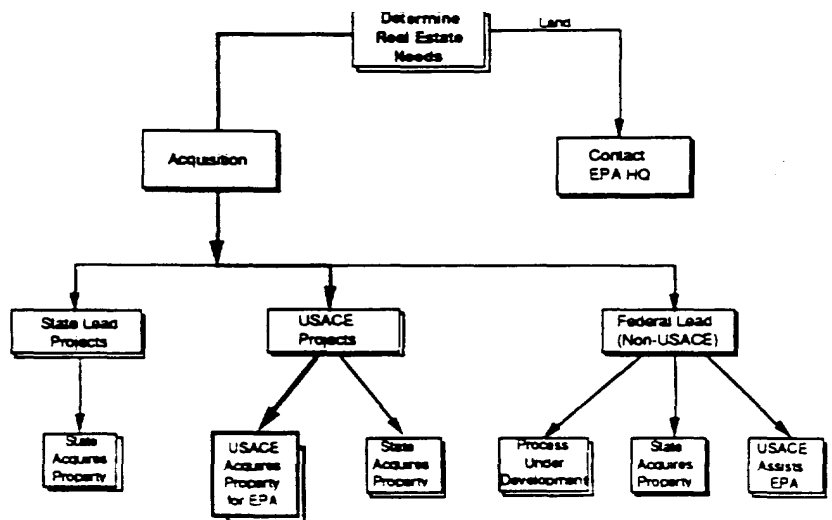 Determine
Real Estate
Needs
Land
Acquisition
Contact
EPA HQ
State Lead
Projects
USACE
Projects
Federal Lead
(Non-USACE)
State
Acquires
Property
USACE
Acquires
Property
for EPA
State
Acquires
Property
Process
Under
Development
State
Acquires
Property
USACE
Assists
EPA